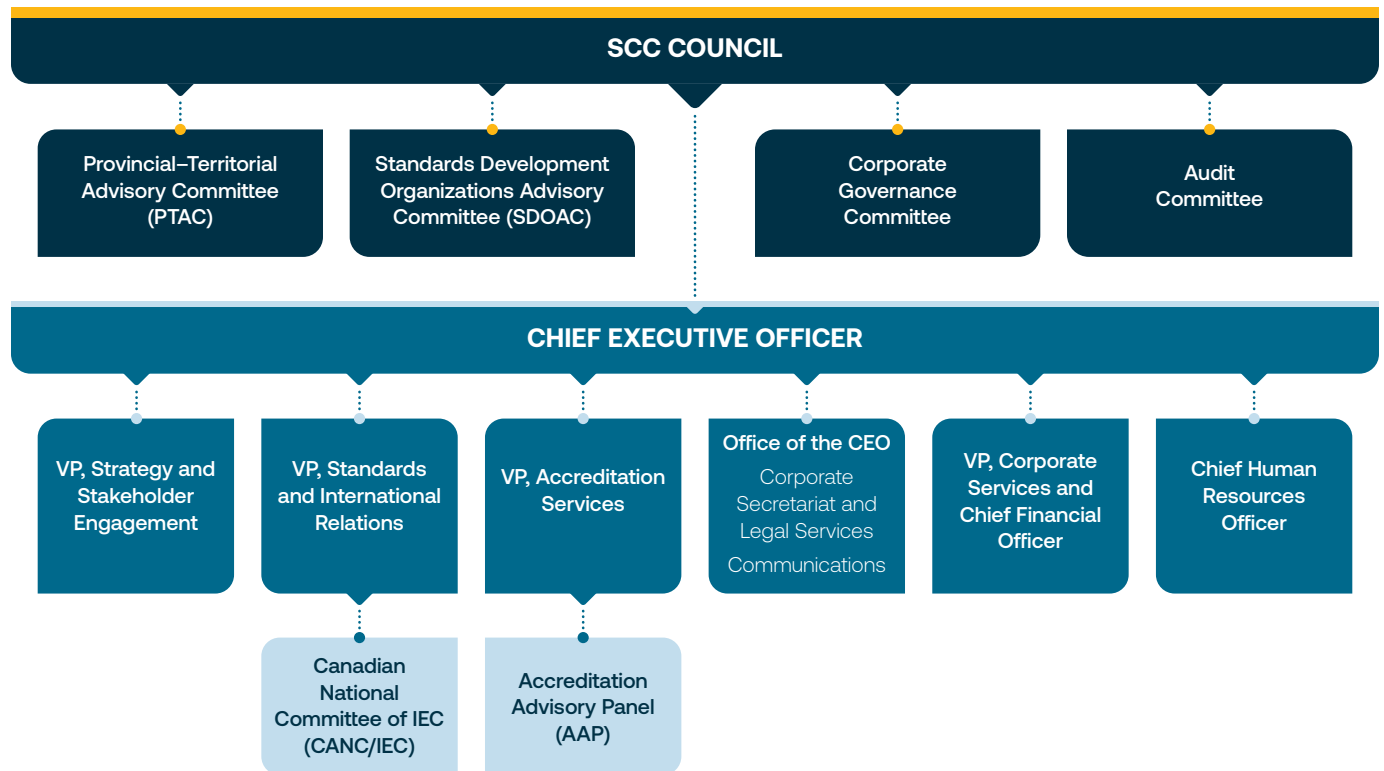 SCC COUNCIL
Provincial–Territorial
Advisory Committee
(PTAC)
Standards Development
Organizations Advisory
Committee (SDOAC)
Corporate
Governance
Committee
Audit
Committee
CHIEF EXECUTIVE OFFICER
VP, Strategy and
Stakeholder
Engagement
VP, Standards
and International
Relations
VP, Accreditation
Services
Office of the CEO
Corporate
Secretariat and
Legal Services
Communications
VP, Corporate
Services and
Chief Financial
Officer
Chief Human
Resources
Officer
Canadian
National
Committee of IEC
(CANC/IEC)
Accreditation
Advisory Panel
(AAP)